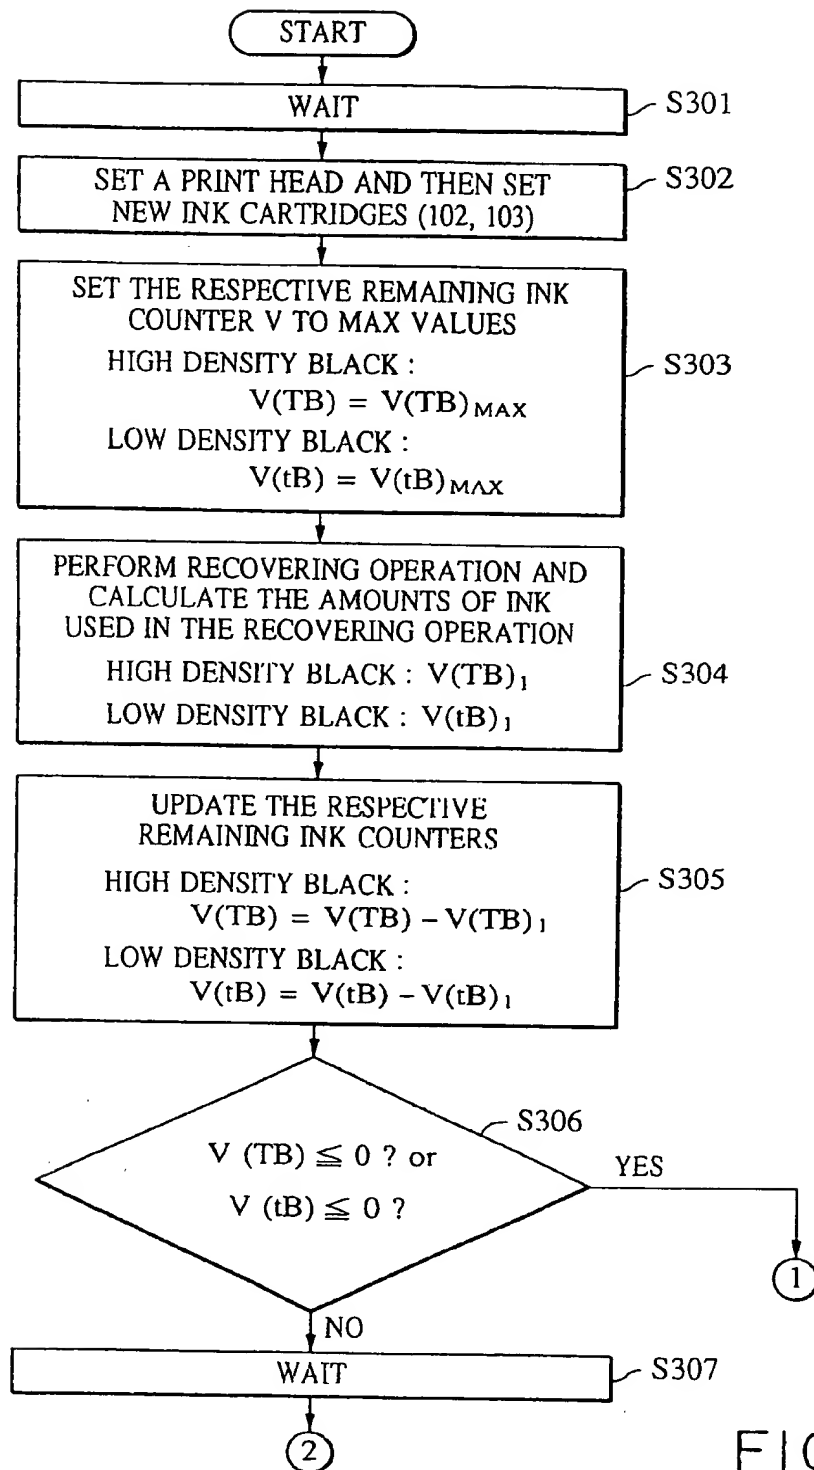 START
WAIT
S301
SET A PRINT HEAD AND THEN SET
NEW INK CARTRIDGES (102, 103)
S302
SET THE RESPECTIVE REMAINING INK
COUNTER V TO MAX VALUES
HIGH DENSITY BLACK :
V(TB) = V(TB)MAX
LOW DENSITY BLACK :
V(tB) = V(tB)MAX
S303
PERFORM RECOVERING OPERATION AND
CALCULATE THE AMOUNTS OF INK
USED IN THE RECOVERING OPERATION
HIGH DENSITY BLACK : V(TB)1
LOW DENSITY BLACK : V(tB)1
S304
UPDATE THE RESPECTIVE
REMAINING INK COUNTERS
HIGH DENSITY BLACK :
V(TB) = V(TB) – V(TB)1
LOW DENSITY BLACK :
V(tB) = V(tB) – V(tB)1
S305
S306
V (TB) ≦ 0 ? or
V (tB) ≦ 0 ?
YES
1
NO
WAIT
S307
2
FIG